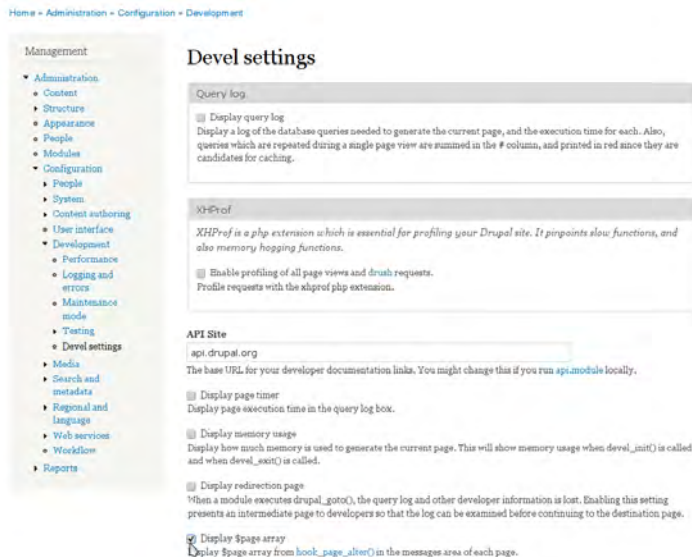 Home » Administration » Configuration » Development
Management
Administration
Content
Structure
Appearance
People
Modules
Configuration
People
System
Content authoring
User interface
Development
Performance
Logging and
errors
Maintenance
mode
Testing
Devel settings
Media
Search and
metadata
Regional and
language
Web services
Workflow
Reports
Devel settings
Query log
Display query log
Display a log of the database queries needed to generate the current page, and the execution time for each. Also,
queries which are repeated during a single page view are summed in the # column, and printed in red since they are
candidates for caching.
XHProf
XHProf is a php extension which is essential for profiling your Drupal site. It pinpoints slow functions, and
also memory hogging functions.
Enable profiling of all page views and drush requests.
Profile requests with the xhprof php extension.
API Site
api.drupal.org
The base URL for your developer documentation links. You might change this if you run api.module locally.
Display page timer
Display page execution time in the query log box.
Display memory usage
Display how much memory is used to generate the current page. This will show memory usage when devel_init() is called
and when devel_exit() is called.
Display redirection page
When a module executes drupal_goto(), the query log and other developer information is lost. Enabling this setting
presents an intermediate page to developers so that the log can be examined before continuing to the destination page.
Display $page array
Display $page array from hook_page_alter() in the messages area of each page.